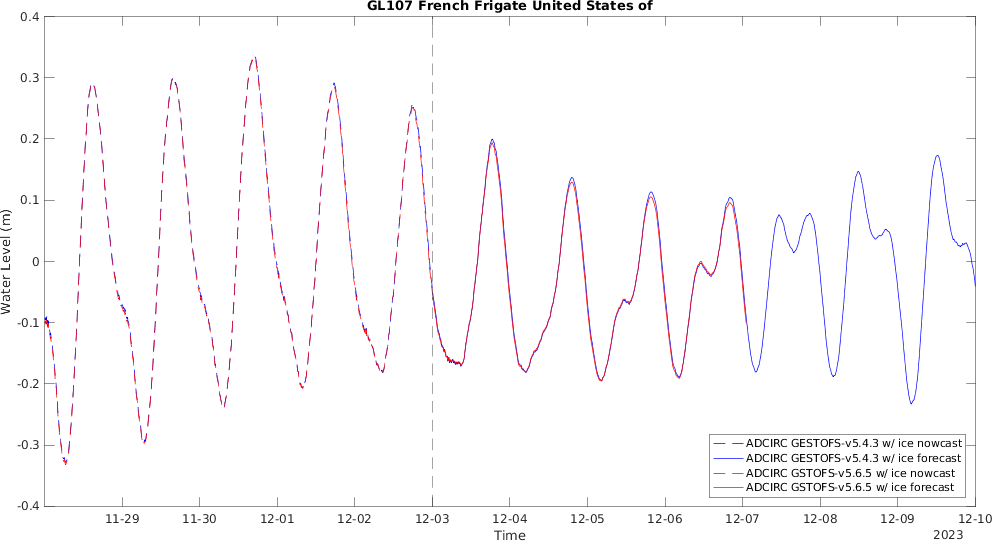 GL107 French Frigate United States of
0.4
0.3
0.2
0.1
0
-0.1
-0.2
-0.3
-0.4
Water Level (m)
ADCIRC GESTOFS-v5.4.3 w/ ice nowcast
ADCIRC GESTOFS-v5.4.3 w/ ice forecast
ADCIRC GSTOFS-v5.6.5 w/ ice nowcast
ADCIRC GSTOFS-v5.6.5 w/ ice forecast
11-29 11-30 12-01 12-02 12-03 12-04 12-05 12-06 12-07 12-08 12-09 12-10
Time
2023